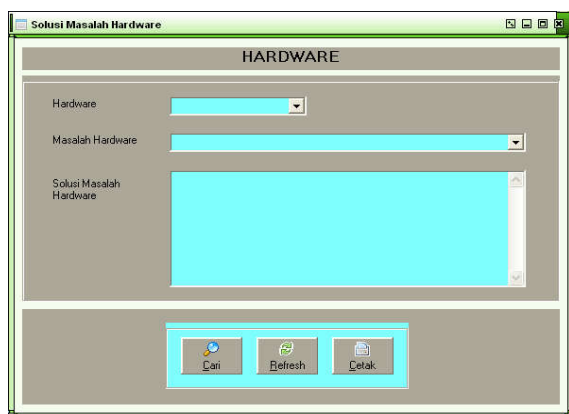 Solusi Masalah Hardware
HARDWARE
Hardware
Masalah Hardware
Solusi Masalah
Hardware
Cari
Refresh
Cetak